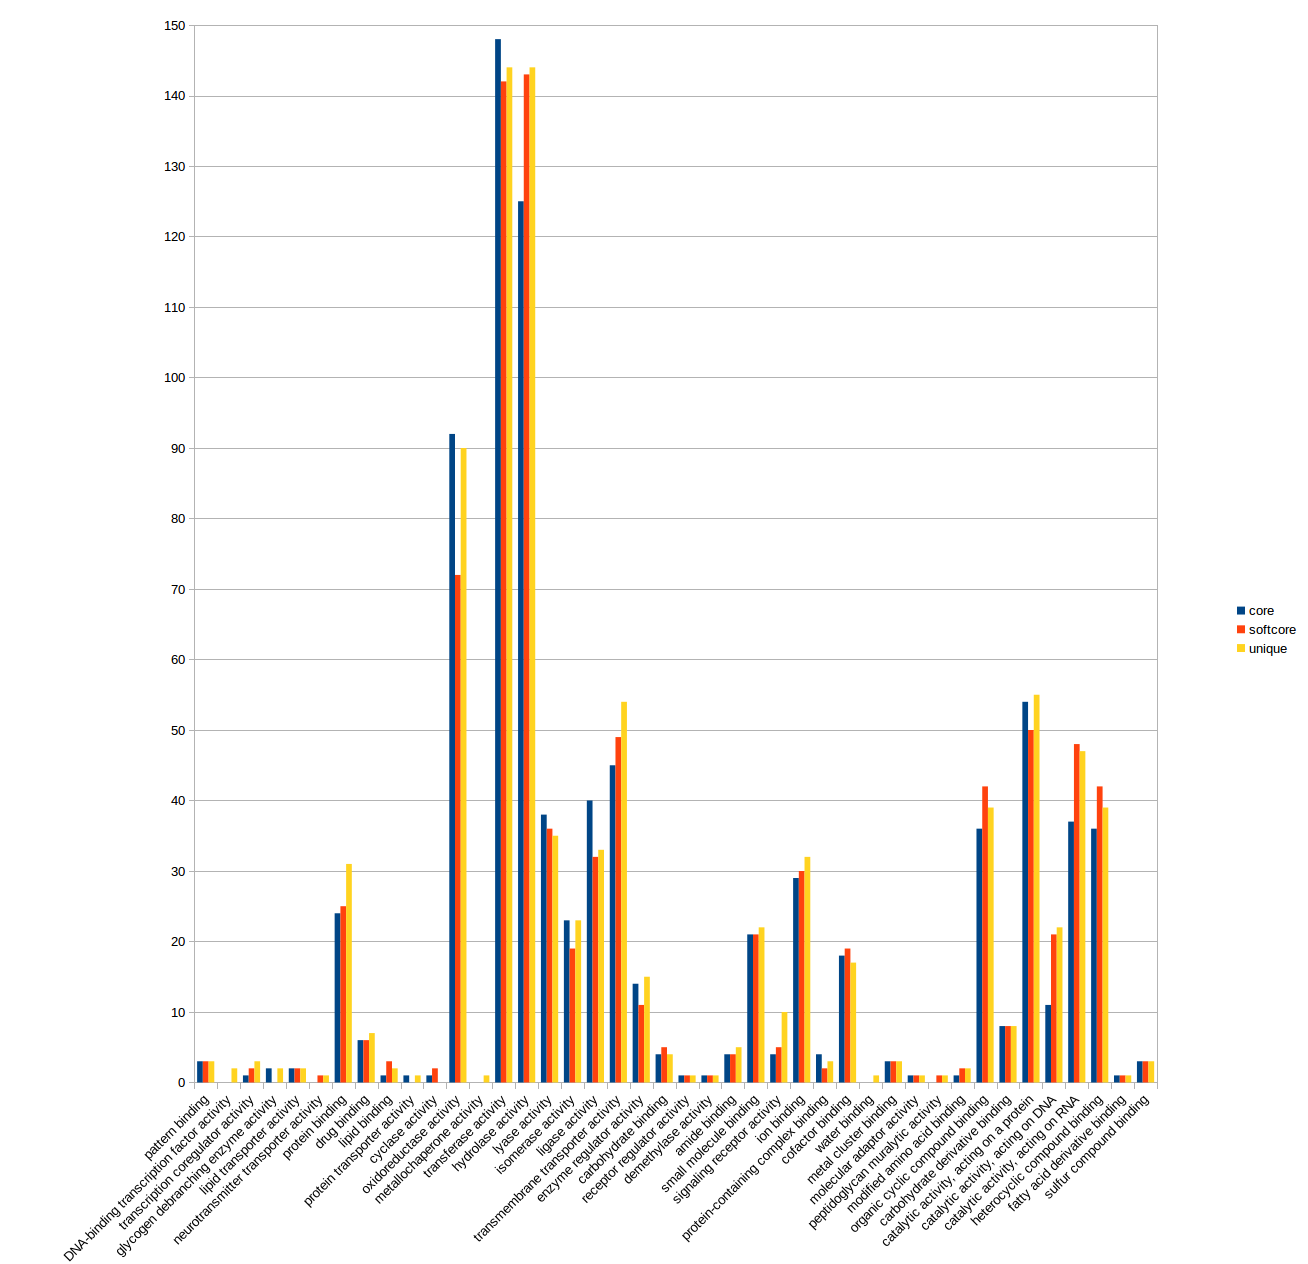 150
140
130
120
110
100
90
80
70
60
50
40
30
20
10
0
pattern binding
DNA-binding transcription factor activity
transcription coregulator activity
glycogen debranching enzyme activity
lipid transporter activity
neurotransmitter transporter activity
protein binding
drug binding
lipid binding
protein transporter activity
cyclase activity
oxidoreductase activity
metallochaperone activity
transferase activity
hydrolase activity
lyase activity
isomerase activity
ligase activity
transmembrane transporter activity
enzyme regulator activity
carbohydrate binding
receptor regulator activity
demethylase activity
amide binding
small molecule binding
signaling receptor activity
ion binding
protein-containing complex binding
cofactor binding
water binding
metal cluster binding
molecular adaptor activity
peptidoglycan muralytic activity
modified amino acid binding
organic cyclic compound binding
carbohydrate derivative binding
catalytic activity, acting on a protein
catalytic activity, acting on DNA
catalytic activity, acting on RNA
heterocyclic compound binding
fatty acid derivative binding
sulfur compound binding
core
softcore
unique